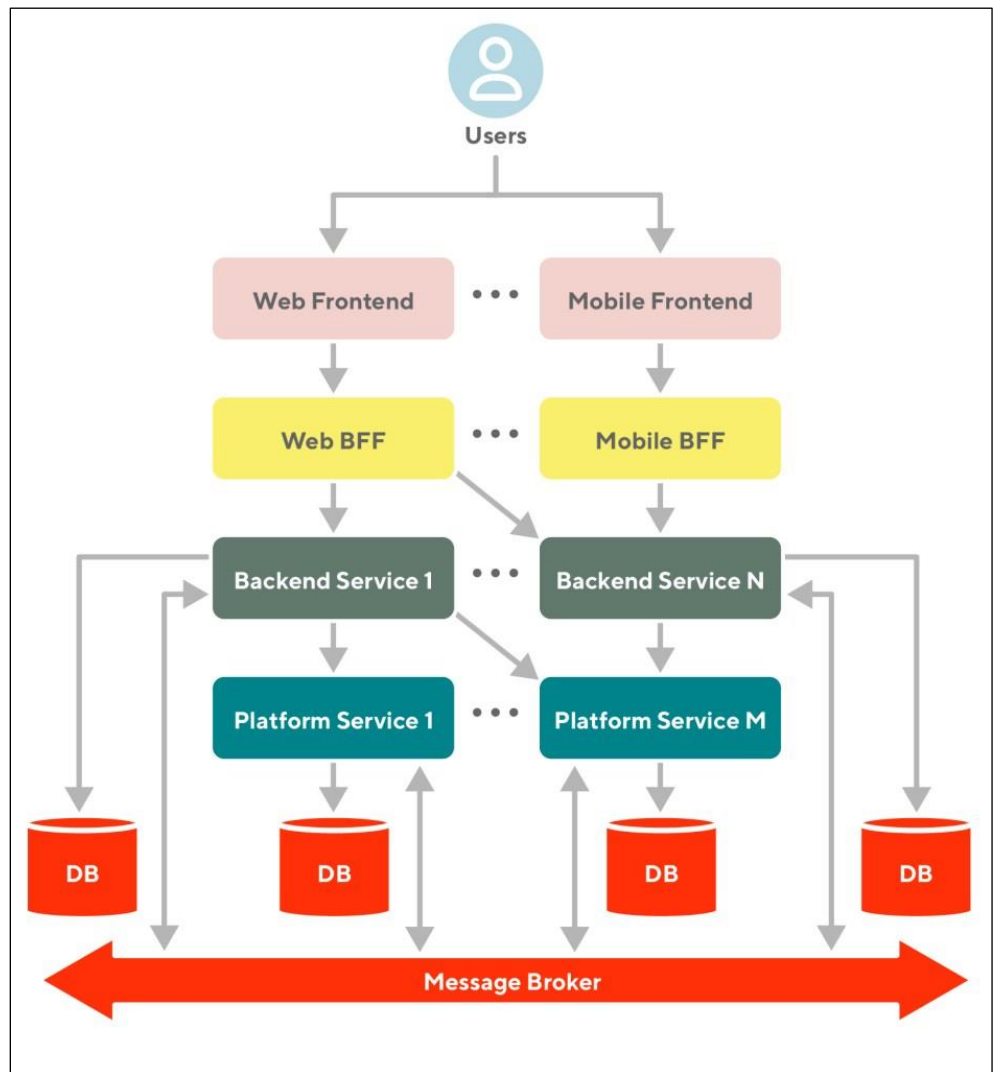 Users
Web Frontend
Mobile Frontend
Web BFF
Mobile BFF
Backend Service 1
Backend Service N
Platform Service 1
Platform Service M
DB
DB
DB
DB
Message Broker